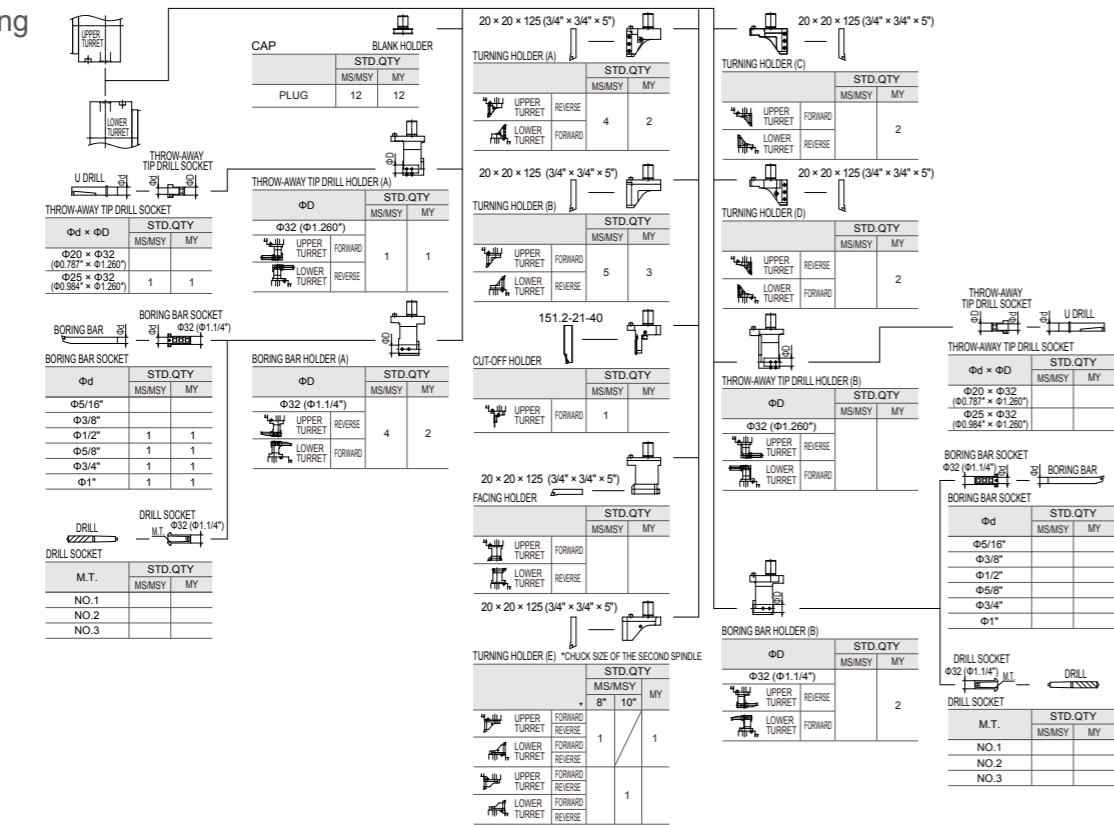 ng
UPPER
TURRET
LOWER
TURRET
CAP
BLANK HOLDER
STD.QTY
MS/MSY MY
PLUG 12 12
U DRILL
Φd
THROW-AWAY
TIP DRILL SOCKET
Φd
ΦD
ΦD
THROW-AWAY TIP DRILL SOCKET
Φd × ΦD STD.QTY
MS/MSY MY
Φ20 × Φ32
(Φ0.787" × Φ1.260")
Φ25 × Φ32
(Φ0.984" × Φ1.260") 1 1
THROW-AWAY TIP DRILL HOLDER (A)
ΦD STD.QTY
MS/MSY MY
Φ32 (Φ1.260")
UPPER
TURRET FORWARD
1 1
LOWER
TURRET REVERSE
BORING BAR
Φd
BORING BAR SOCKET
Φd
Φ32 (Φ1.1/4")
ΦD
BORING BAR SOCKET
Φd STD.QTY
MS/MSY MY
Φ5/16"
Φ3/8"
Φ1/2" 1 1
Φ5/8" 1 1
Φ3/4" 1 1
Φ1" 1 1
BORING BAR HOLDER (A)
ΦD STD.QTY
MS/MSY MY
Φ32 (Φ1.1/4")
UPPER
TURRET REVERSE
4 2
LOWER
TURRET FORWARD
DRILL
DRILL SOCKET
M.T.
Φ32 (Φ1.1/4")
DRILL SOCKET
M.T. STD.QTY
MS/MSY MY
NO.1
NO.2
NO.3
20 × 20 × 125 (3/4" × 3/4" × 5")
TURNING HOLDER (A)
STD.QTY
MS/MSY MY
UPPER
TURRET REVERSE
4 2
LOWER
TURRET FORWARD
20 × 20 × 125 (3/4" × 3/4" × 5")
TURNING HOLDER (B)
STD.QTY
MS/MSY MY
UPPER
TURRET FORWARD
5 3
LOWER
TURRET REVERSE
151.2-21-40
CUT-OFF HOLDER
STD.QTY
MS/MSY MY
UPPER
TURRET FORWARD 1
20 × 20 × 125 (3/4" × 3/4" × 5")
FACING HOLDER
STD.QTY
MS/MSY MY
UPPER
TURRET FORWARD
LOWER
TURRET REVERSE
20 × 20 × 125 (3/4" × 3/4" × 5")
TURNING HOLDER (E) *CHUCK SIZE OF THE SECOND SPINDLE
STD.QTY
MS/MSY MY
* 8" 10"
UPPER
TURRET FORWARD
REVERSE
1 1
LOWER
TURRET FORWARD
REVERSE
UPPER
TURRET FORWARD
REVERSE
1
LOWER
TURRET FORWARD
REVERSE
20 × 20 × 125 (3/4" × 3/4" × 5")
TURNING HOLDER (C)
STD.QTY
MS/MSY MY
UPPER
TURRET FORWARD
2
LOWER
TURRET REVERSE
20 × 20 × 125 (3/4" × 3/4" × 5")
TURNING HOLDER (D)
STD.QTY
MS/MSY MY
UPPER
TURRET REVERSE
2
LOWER
TURRET FORWARD
ΦD
THROW-AWAY TIP DRILL HOLDER (B)
ΦD STD.QTY
MS/MSY MY
Φ32 (Φ1.260")
UPPER
TURRET REVERSE
LOWER
TURRET FORWARD
ΦD
BORING BAR HOLDER (B)
ΦD STD.QTY
MS/MSY MY
Φ32 (Φ1.1/4")
UPPER
TURRET REVERSE
2
LOWER
TURRET FORWARD
THROW-AWAY
TIP DRILL SOCKET
ΦD
Φd
Φd
U DRILL
THROW-AWAY TIP DRILL SOCKET
Φd × ΦD STD.QTY
MS/MSY MY
Φ20 × Φ32
(Φ0.787" × Φ1.260")
Φ25 × Φ32
(Φ0.984" × Φ1.260")
BORING BAR SOCKET
Φ32 (Φ1.1/4")
Φd
Φd
BORING BAR
BORING BAR SOCKET
Φd STD.QTY
MS/MSY MY
Φ5/16"
Φ3/8"
Φ1/2"
Φ5/8"
Φ3/4"
Φ1"
DRILL SOCKET
Φ32 (Φ1.1/4")
M.T.
DRILL
DRILL SOCKET
M.T. STD.QTY
MS/MSY MY
NO.1
NO.2
NO.3